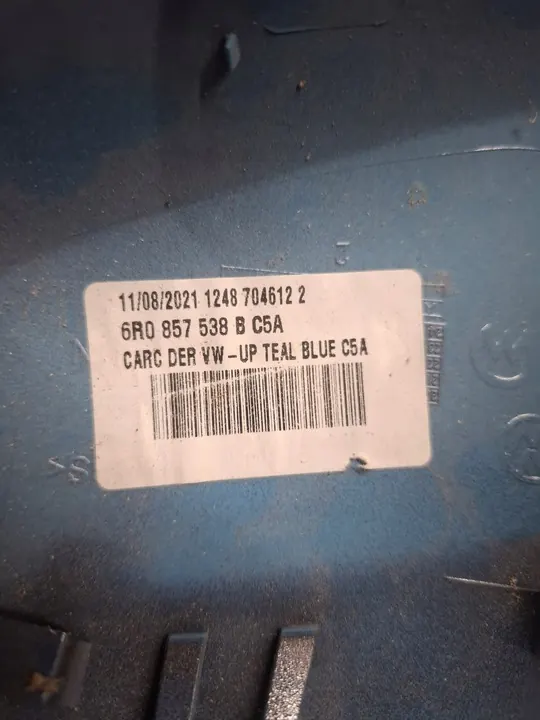 11/08/2021 1248 704612 2
6R0 857 538 B C5A
CARC DER VW-UP TEAL BLUE C5A